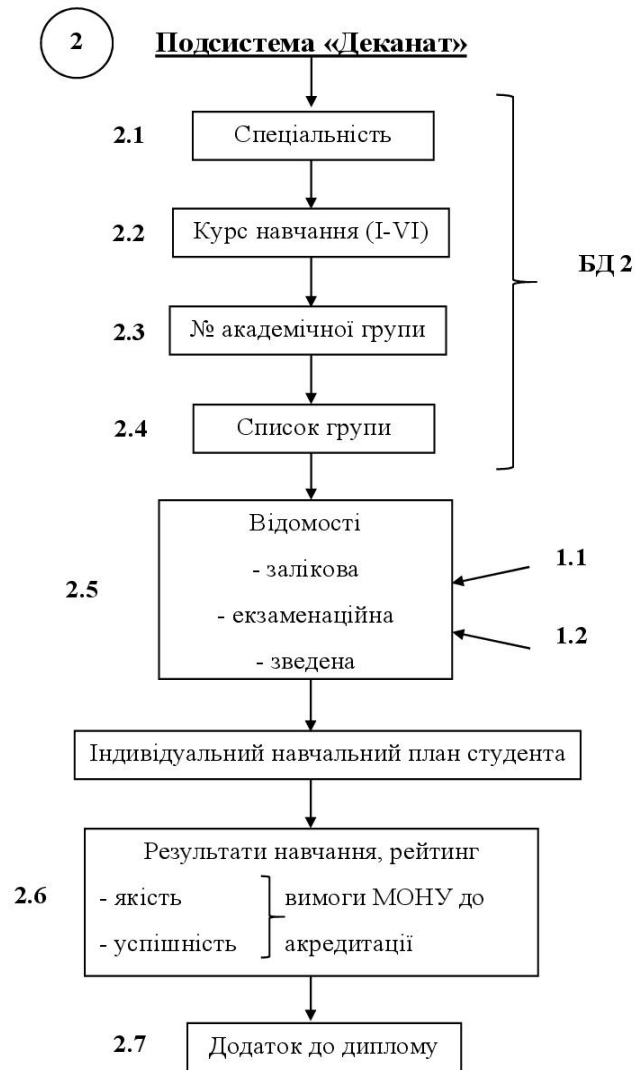 2 Подсистема «Деканат»
2.1 Спеціальність
2.2 Курс навчання (I-VI)
БД 2
2.3 № академічної групи
2.4 Список групи
Відомості
- залікова
1.1
2.5
- екзаменаційна
1.2
- зведена
Індивідуальний навчальний план студента
Результати навчання, рейтинг
2.6 - якість вимоги МОНУ до
- успішність акредитації
2.7 Додаток до диплому